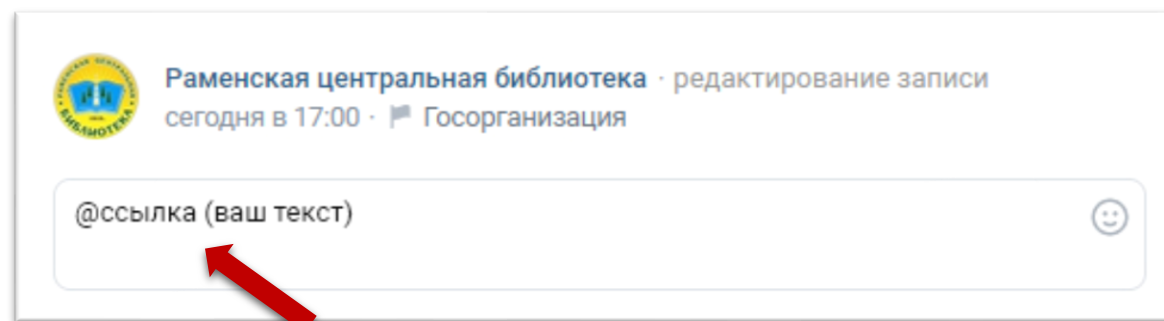 Раменская центральная библиотека · редактирование записи
сегодня в 17:00 · Госорганизация
@ссылка (ваш текст)